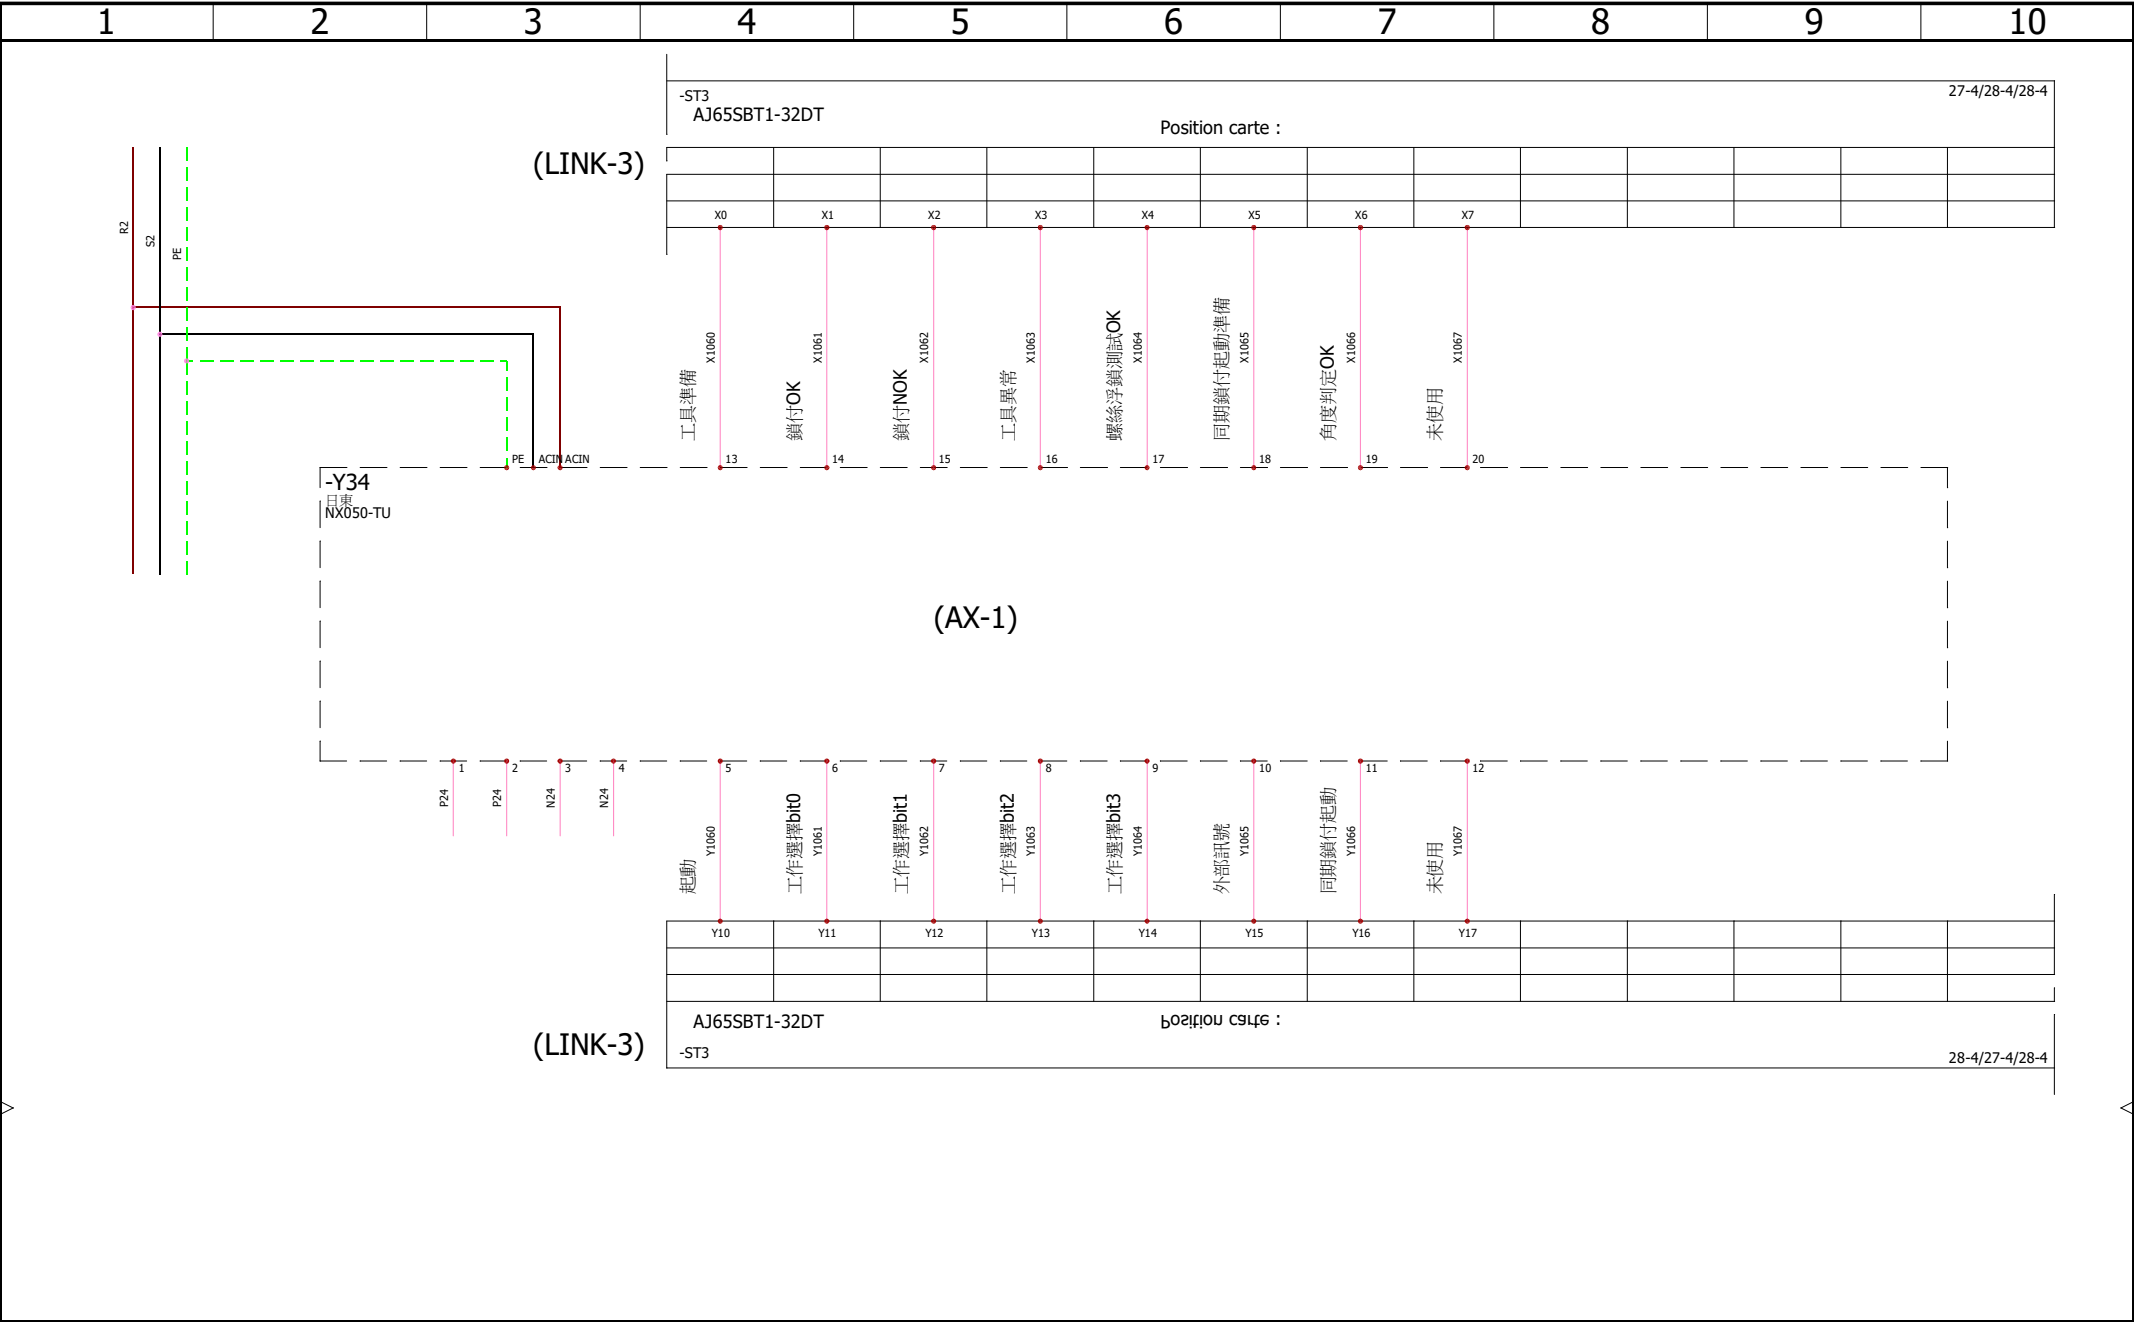 1 2 3 4 5 6 7 8 9 10
-ST3 27-4/28-4/28-4
AJ65SBT1-32DT
Position carte :
(LINK-3)
X0 X1 X2 X3 X4 X5 X6 X7
R2
S2
PE
工具準備
X1060
鎖付OK
X1061
鎖付NOK
X1062
工具異常
X1063
螺絲浮鎖測試OK
X1064
同期鎖付起動準備
X1065
角度判定OK
X1066
未使用
X1067
PE ACIN ACIN 13 14 15 16 17 18 19 20
-Y34
日東
NX050-TU
(AX-1)
1 2 3 4 5 6 7 8 9 10 11 12
P24
P24
N24
N24
起動
Y1060
工作選擇bit0
Y1061
工作選擇bit1
Y1062
工作選擇bit2
Y1063
工作選擇bit3
Y1064
外部訊號
Y1065
同期鎖付起動
Y1066
未使用
Y1067
Y10 Y11 Y12 Y13 Y14 Y15 Y16 Y17
AJ65SBT1-32DT
Position carte :
(LINK-3)
-ST3 28-4/27-4/28-4